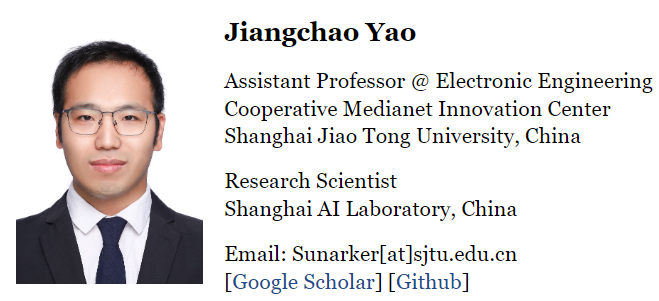 Jiangchao Yao
Assistant Professor @ Electronic Engineering
Cooperative Medianet Innovation Center
Shanghai Jiao Tong University, China
Research Scientist
Shanghai AI Laboratory, China
Email: Sunarker[at]sjtu.edu.cn
[Google Scholar] [Github]